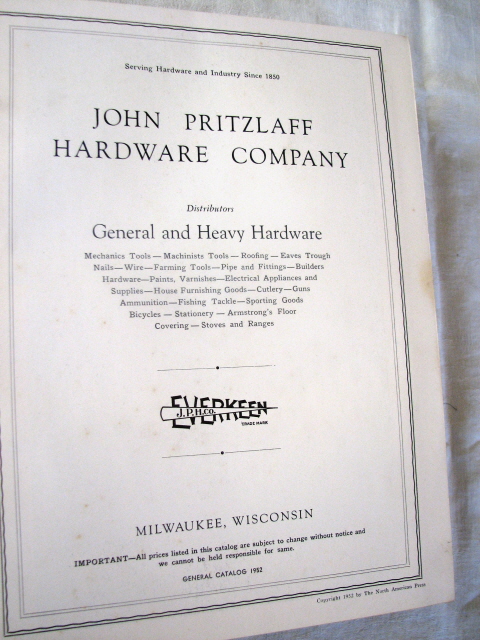 Serving Hardware and Industry Since 1850
JOHN PRITZLAFF
HARDWARE COMPANY
Distributors
General and Heavy Hardware
Mechanics Tools — Machinists Tools — Roofing — Eaves Trough
Nails—Wire—Farming Tools—Pipe and Fittings—Builders
Hardware—Paints, Varnishes—Electrical Appliances and
Supplies—House Furnishing Goods—Cutlery—Guns
Ammunition—Fishing Tackle—Sporting Goods
Bicycles — Stationery — Armstrong's Floor
Covering — Stoves and Ranges
EVERKEEN
J.P.H.CO.
TRADE MARK
MILWAUKEE, WISCONSIN
IMPORTANT—All prices listed in this catalog are subject to change without notice and
we cannot be held responsible for same.
GENERAL CATALOG 1952
Copyright 1952 by The North American Press